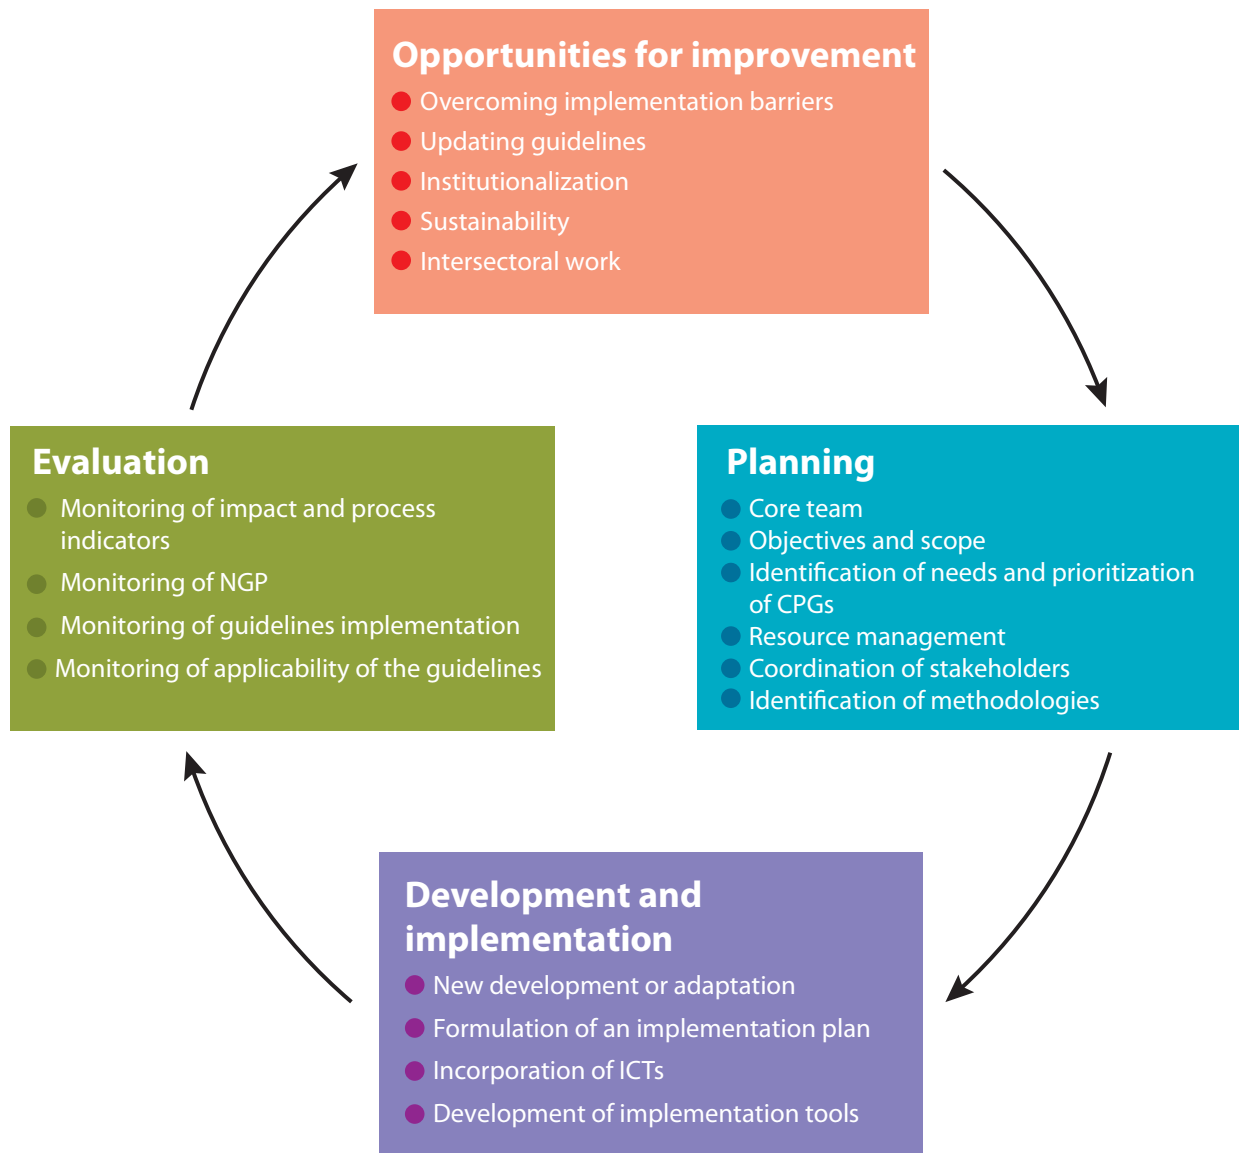 Opportunities for improvement
Overcoming implementation barriers
Updating guidelines
Institutionalization
Sustainability
Intersectoral work
Evaluation
Monitoring of impact and process
indicators
Monitoring of NGP
Monitoring of guidelines implementation
Monitoring of applicability of the guidelines
Planning
Core team
Objectives and scope
Identification of needs and prioritization
of CPGs
Resource management
Coordination of stakeholders
Identification of methodologies
Development and
implementation
New development or adaptation
Formulation of an implementation plan
Incorporation of ICTs
Development of implementation tools